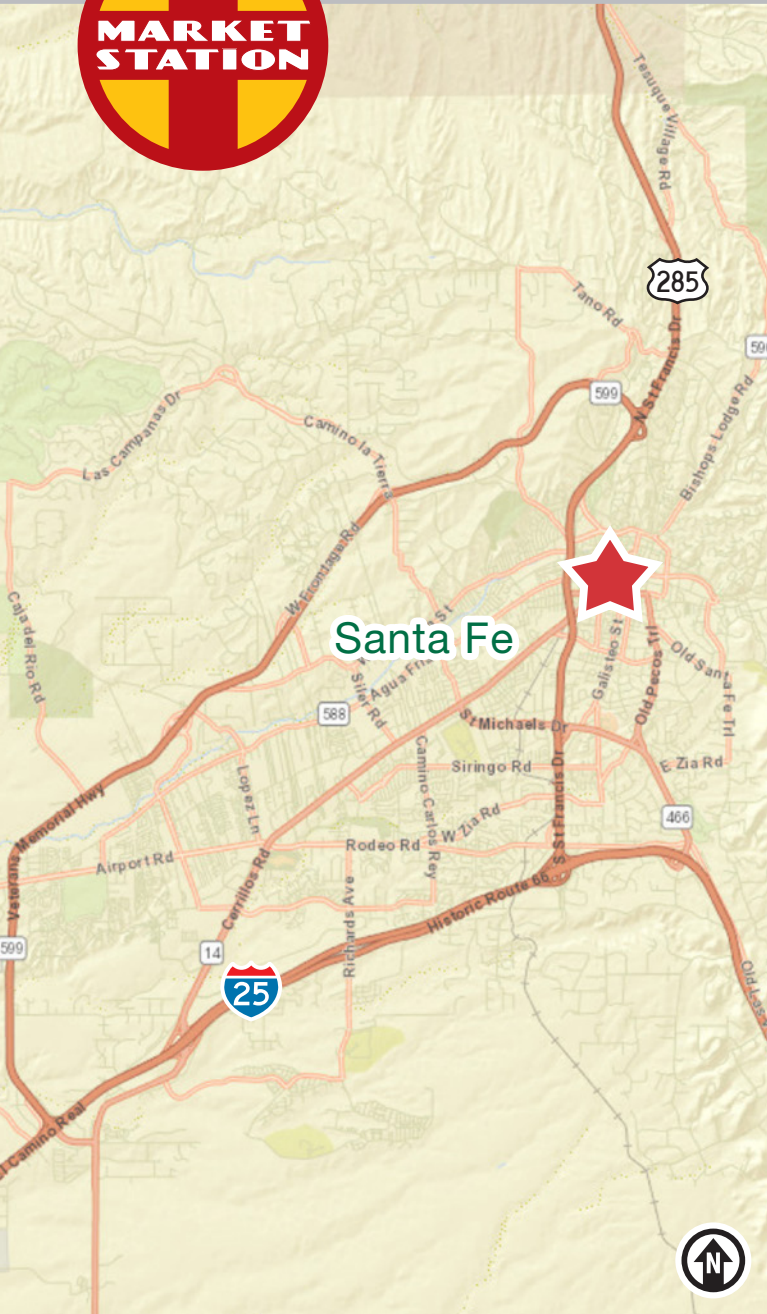 MARKET
STATION
Tesuque Village Rd
285
Tano Rd
N St Francis Dr
599
Bishops Lodge Rd
Las Campanas Dr
Camino la Tierra
W Frontage Rd
Caja del Rio Rd
Santa Fe
Agua Fria St
Siler Rd
588
Galisteo St
Old Pecos Trl
Old Santa Fe Trl
St Michaels Dr
Siringo Rd
E Zia Rd
Camino Carlos Rey
W Zia Rd
Lopez Ln
S St Francis Dr
466
Rodeo Rd
Veterans Memorial Hwy
Airport Rd
Cerrillos Rd
Richards Ave
Historic Route 66
599
14
25
El Camino Real
N